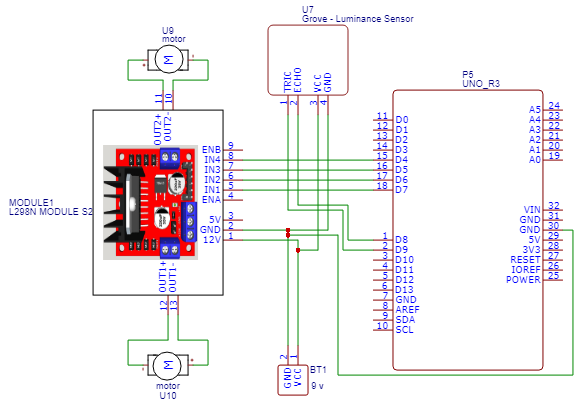 U9
motor
M
U7
Grove - Luminance Sensor
TRIC
ECHO
VCC
GND
1
2
3
4
P5
UNO_R3
11 D0
12 D1
13 D2
14 D3
15 D4
16 D5
17 D6
18 D7
1 D8
2 D9
3 D10
4 D11
5 D12
6 D13
7 GND
8 AREF
9 SDA
10 SCL
A5 24
A4 23
A3 22
A2 21
A1 20
A0 19
VIN 32
GND 31
GND 30
5V 29
3V3 28
RESET 27
IOREF 26
POWER 25
11
10
OUT2+
OUT2-
ENB 9
IN4 8
IN3 7
IN2 6
IN1 5
ENA 4
5V 3
GND 2
12V 1
MODULE1
L298N MODULE S2
OUT1+
OUT1-
12
13
M
motor
U10
2
1
GND
VCC
BT1
9 v